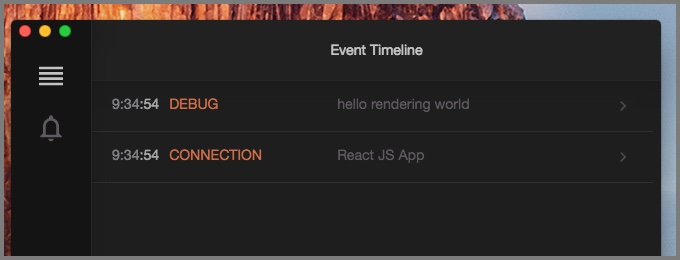 Event Timeline
9:34:54 DEBUG hello rendering world
9:34:54 CONNECTION React JS App